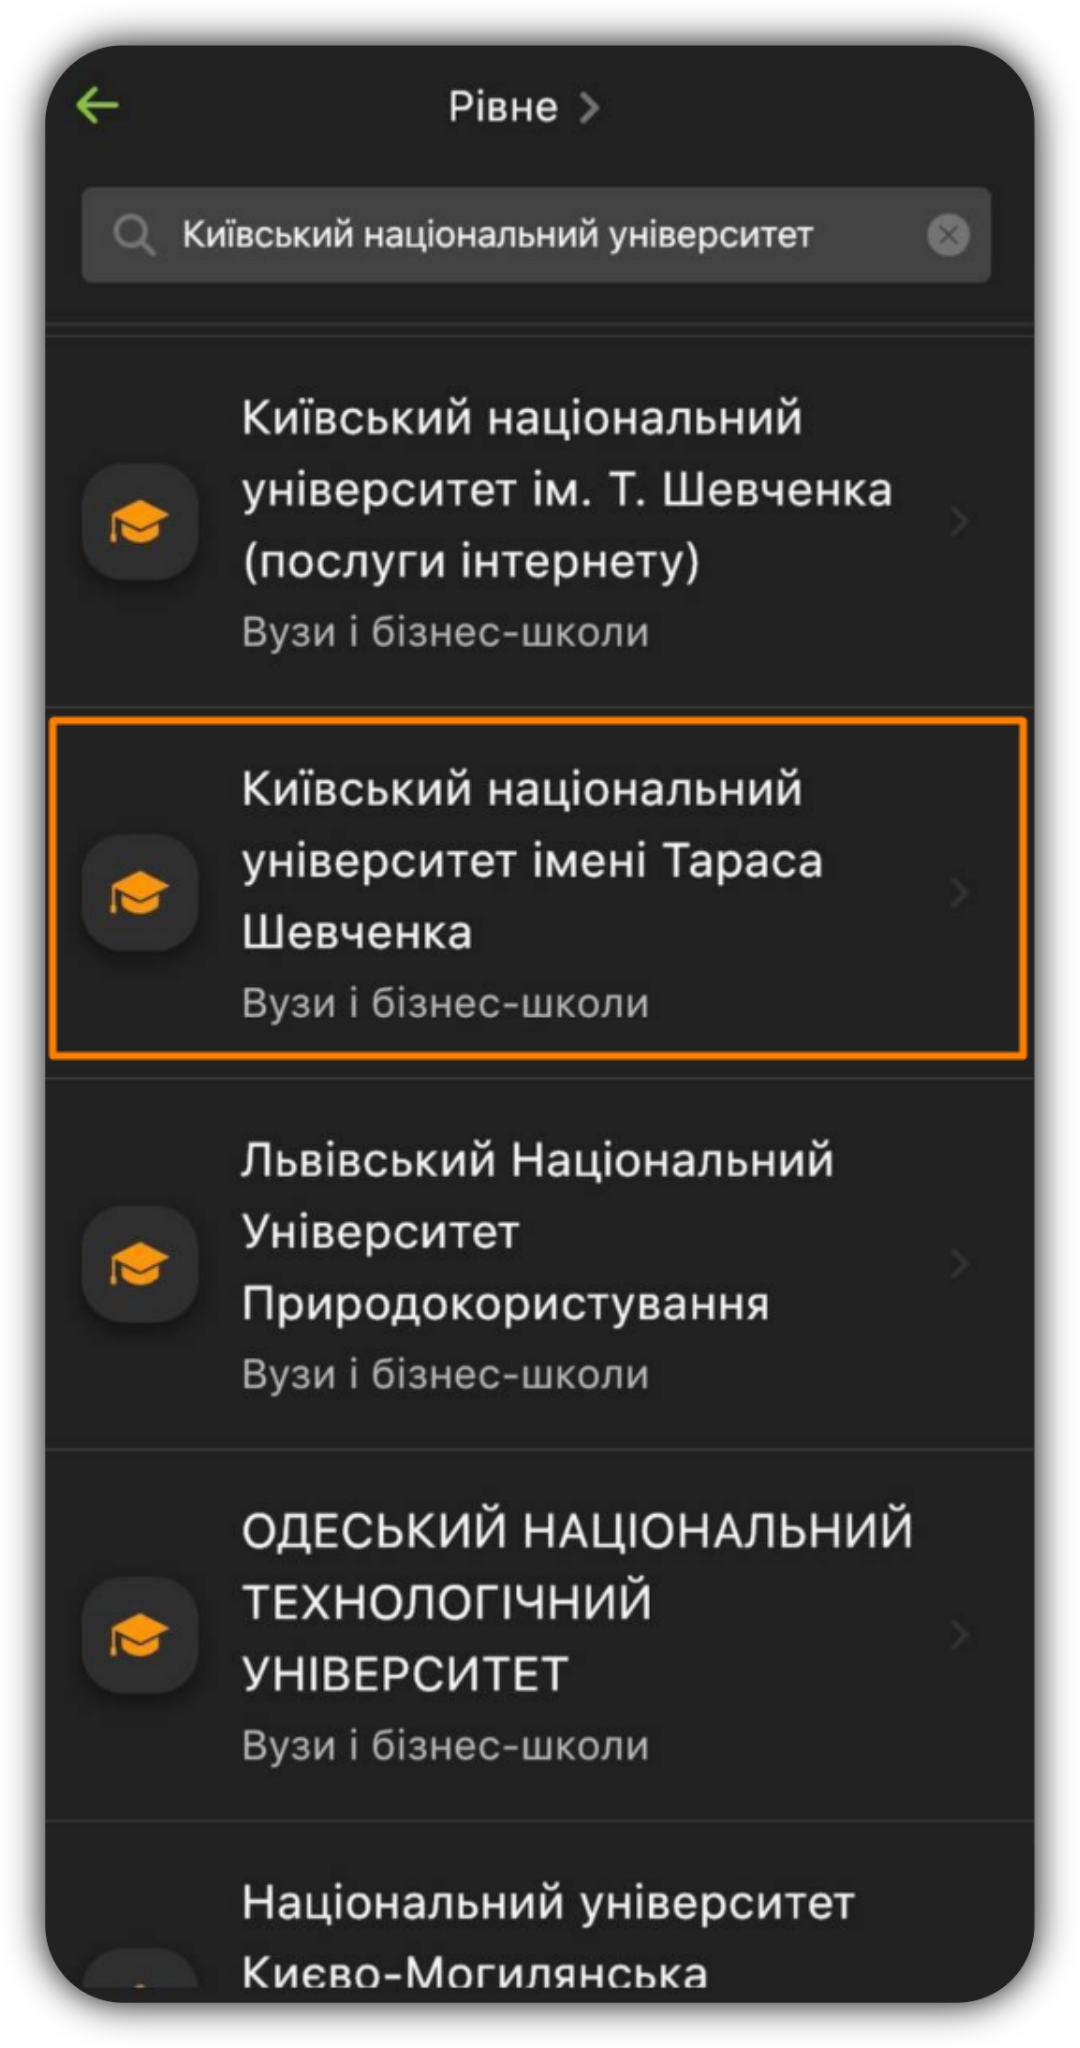 Рівне
Київський національний університет
Київський національний
університет ім. Т. Шевченка
(послуги інтернету)
Вузи і бізнес-школи
Київський національний
університет імені Тараса
Шевченка
Вузи і бізнес-школи
Львівський Національний
Університет
Природокористування
Вузи і бізнес-школи
ОДЕСЬКИЙ НАЦІОНАЛЬНИЙ
ТЕХНОЛОГІЧНИЙ
УНІВЕРСИТЕТ
Вузи і бізнес-школи
Національний університет
Києво-Могилянська